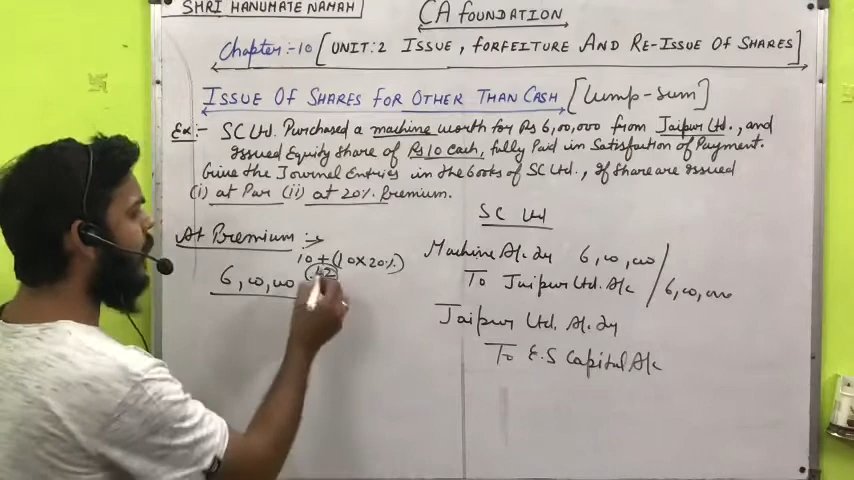 SHRI HANUMATE NAMAH
CA FOUNDATION
Chapter:-10 [UNIT:2 ISSUE, FORFEITURE AND RE-ISSUE OF SHARES]
ISSUE OF SHARES FOR OTHER THAN CASH [Lump-sum]
Ex:- SC Ltd. Purchased a machine worth for Rs 6,00,000 from Jaipur Ltd., and
issued Equity Share of Rs 10 each, fully Paid in Satisfaction of Payment.
Give the Journal Entries in the books of SC Ltd., If Share are Issued
(i) at Par (ii) at 20% Premium.
At Premium :-
10+(10×20%)
6,00,000
SC Ltd
Machine A/c Dr 6,00,000
To Jaipur Ltd. A/c 6,00,000
Jaipur Ltd. A/c Dr
To E.S Capital A/c